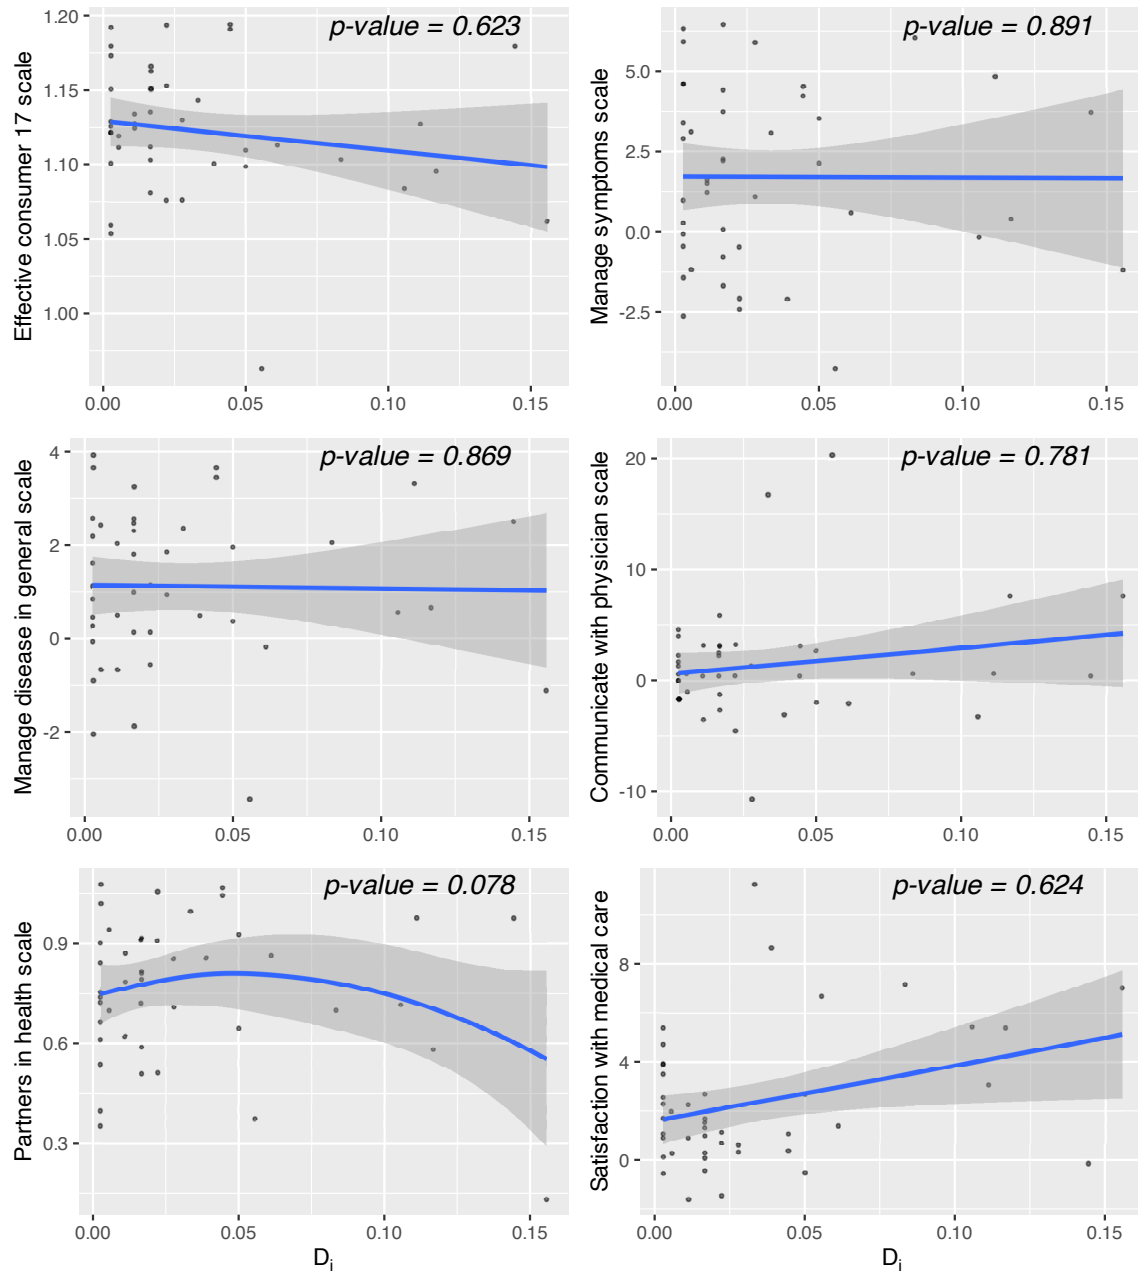 p-value = 0.623
Effective consumer 17 scale
1.20
1.15
1.10
1.05
1.00
0.00 0.05 0.10 0.15
p-value = 0.891
Manage symptoms scale
5.0
2.5
0.0
-2.5
0.00 0.05 0.10 0.15
p-value = 0.869
Manage disease in general scale
4
2
0
-2
0.00 0.05 0.10 0.15
p-value = 0.781
Communicate with physician scale
20
10
0
-10
0.00 0.05 0.10 0.15
p-value = 0.078
Partners in health scale
0.9
0.6
0.3
0.00 0.05 0.10 0.15
D_i
p-value = 0.624
Satisfaction with medical care
8
4
0
0.00 0.05 0.10 0.15
D_i